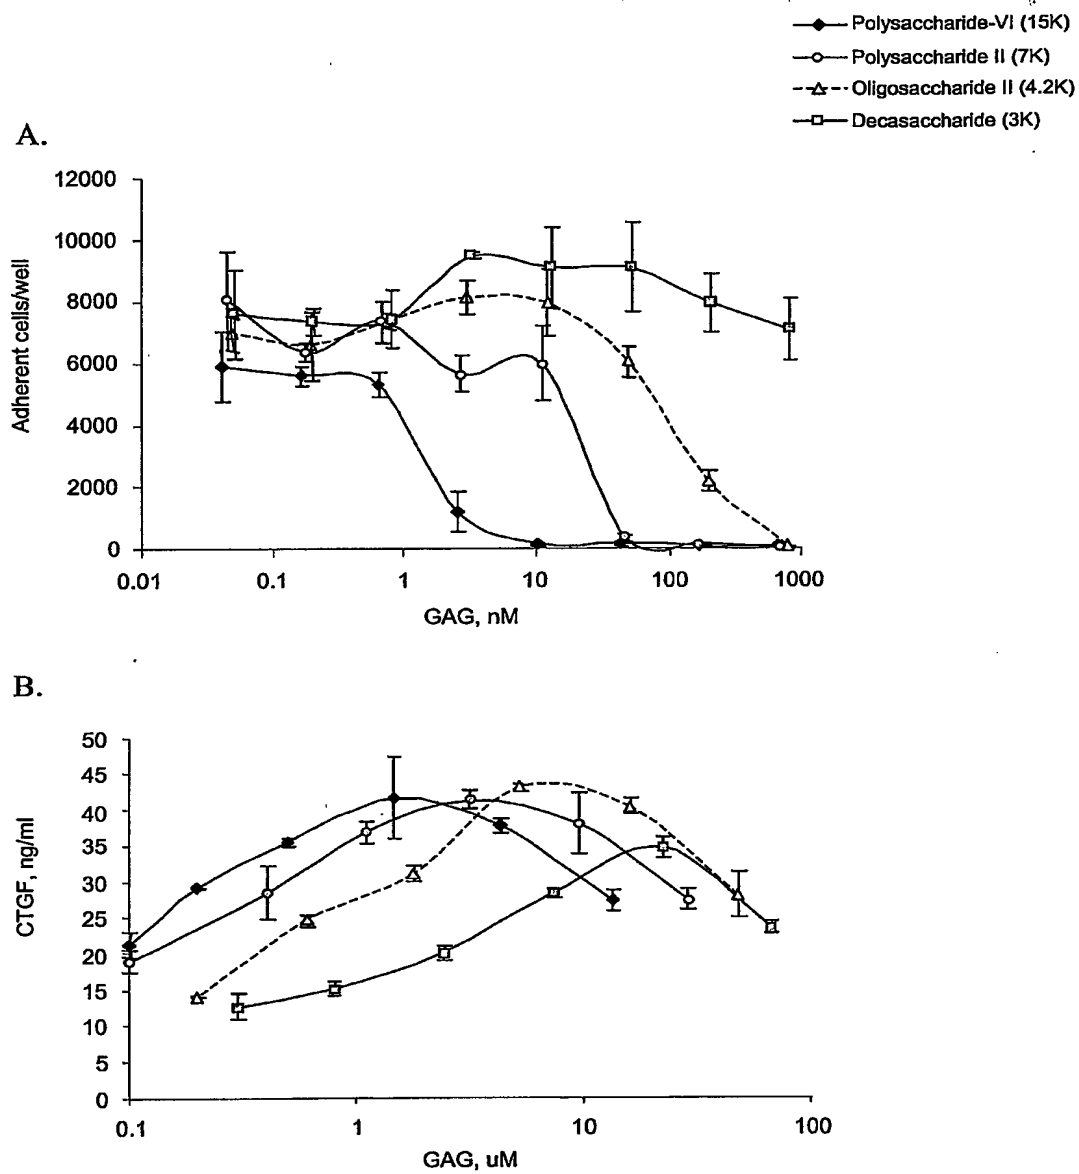 Polysaccharide-VI (15K)
Polysaccharide II (7K)
Oligosaccharide II (4.2K)
Decasaccharide (3K)
A.
12000
10000
8000
6000
4000
2000
0
Adherent cells/well
0.01 0.1 1 10 100 1000
GAG, nM
B.
50
45
40
35
30
25
20
15
10
5
0
CTGF, ng/ml
0.1 1 10 100
GAG, uM